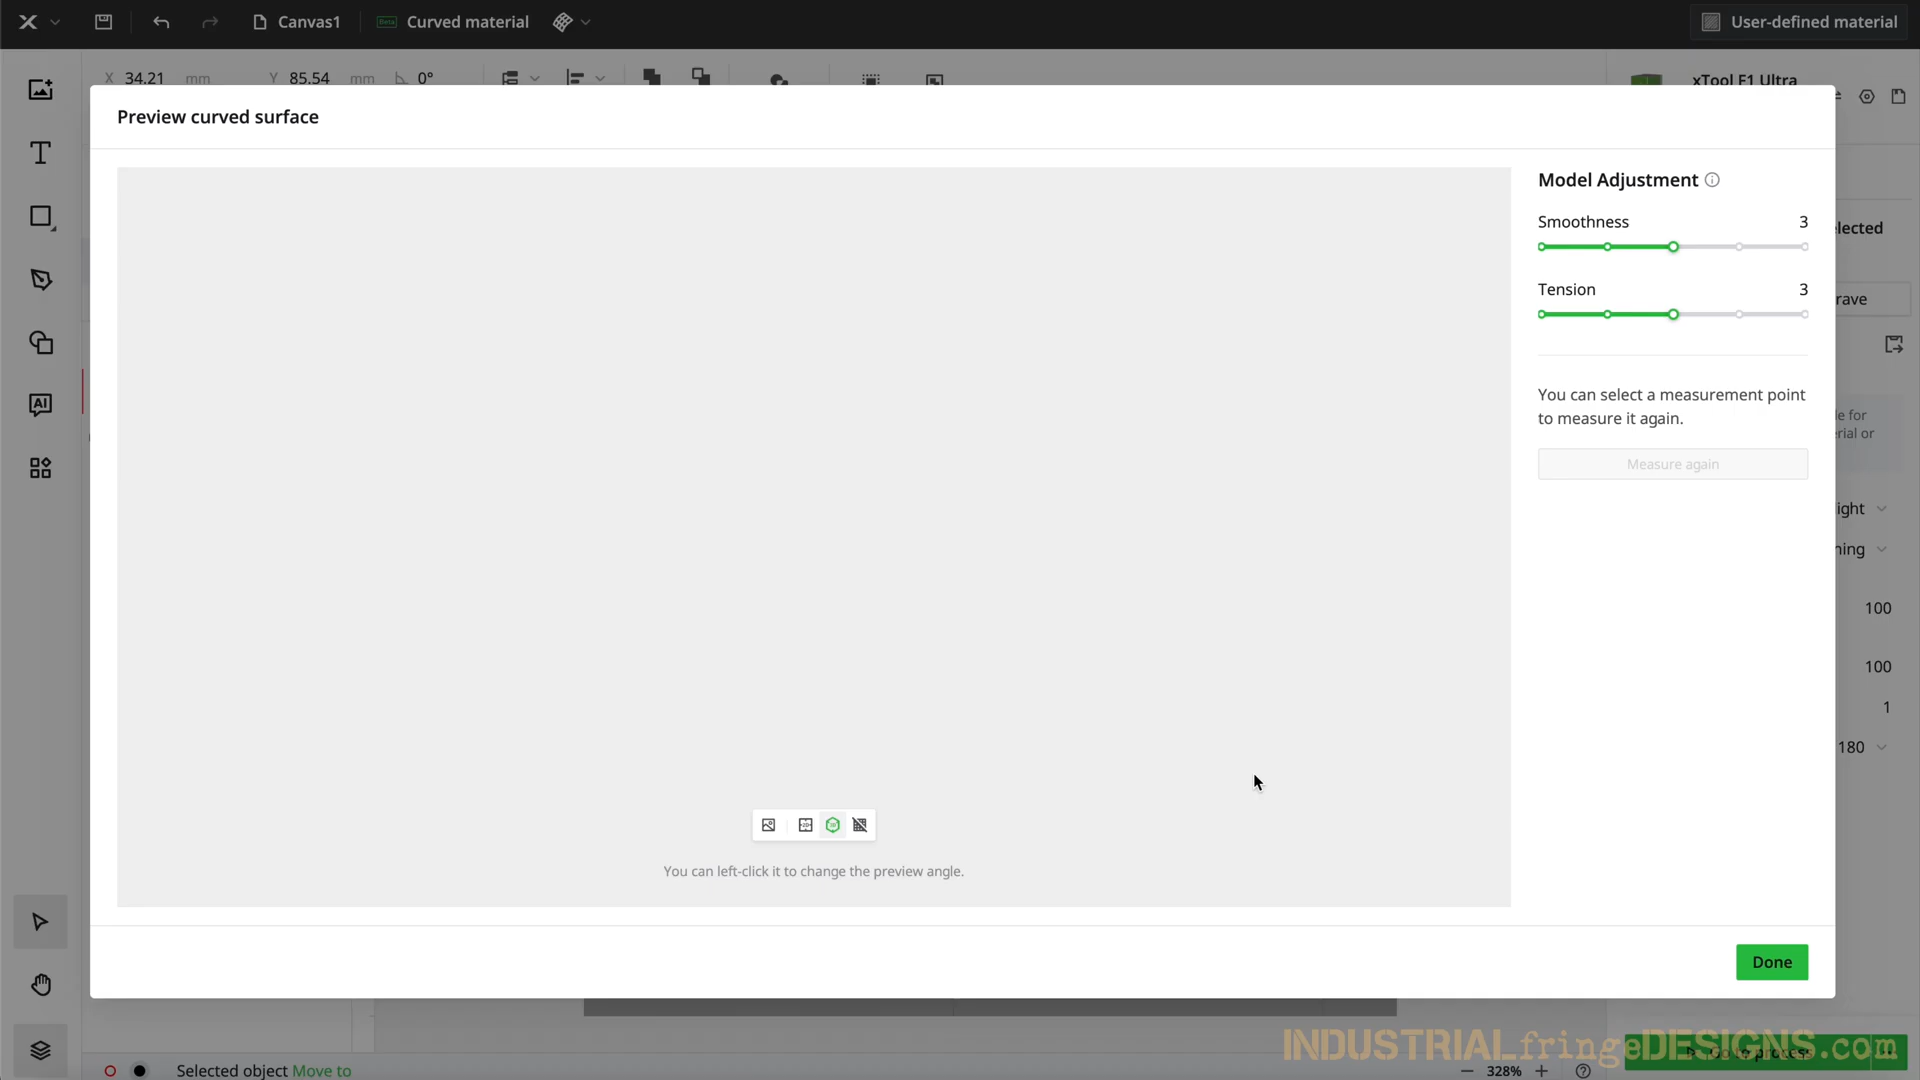 Canvas1
Beta
Curved material
User-defined material
X 34.21 mm Y 85.54 mm 0°
xTool F1 Ultra
Preview curved surface
Model Adjustment
Smoothness 3
Tension 3
You can select a measurement point
to measure it again.
Measure again
elected
rave
le for
rial or
ight
ning
100
100
1
180
AI
You can left-click it to change the preview angle.
Done
INDUSTRIALfringeDESIGNS.com
Selected object Move to
328%